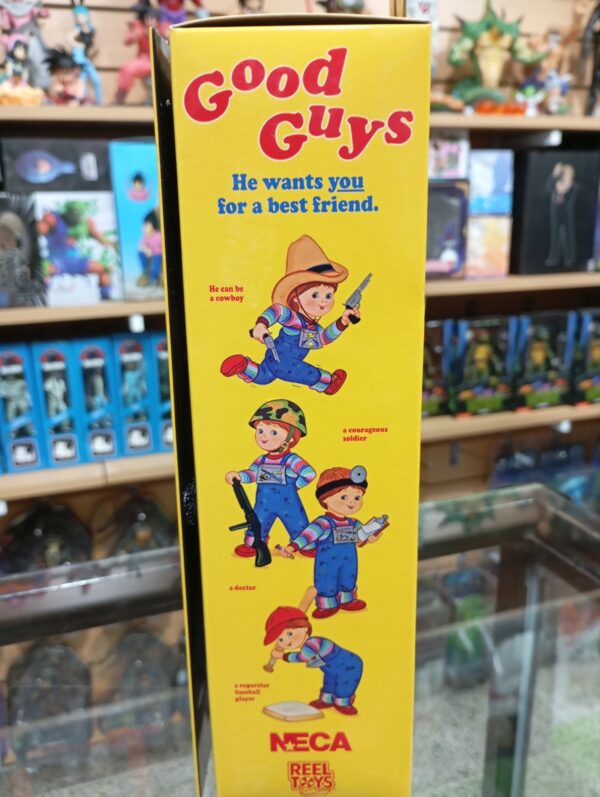 Good
Guys
He wants you
for a best friend.
He can be
a cowboy
a courageous
soldier
a doctor
a superstar
baseball
player
NECA
REEL
TOYS